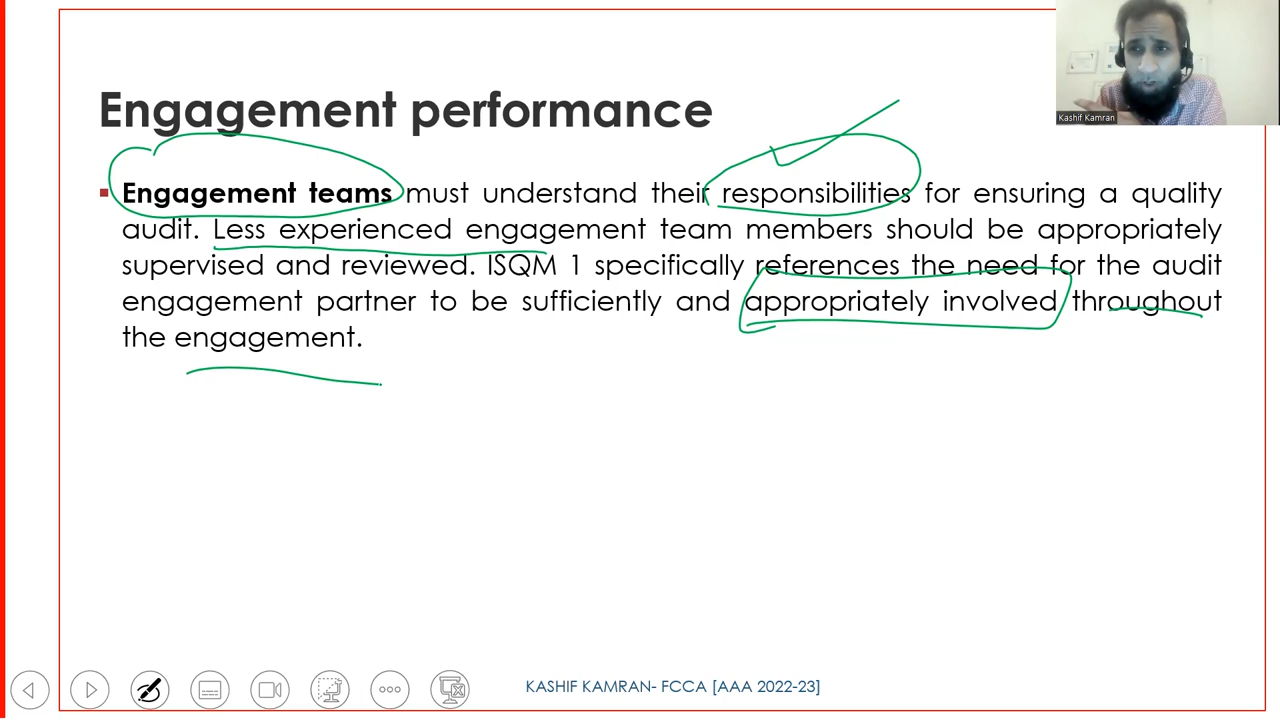 Engagement performance
Kashif Kamran
▪ Engagement teams must understand their responsibilities for ensuring a quality
audit. Less experienced engagement team members should be appropriately
supervised and reviewed. ISQM 1 specifically references the need for the audit
engagement partner to be sufficiently and appropriately involved throughout
the engagement.
KASHIF KAMRAN- FCCA [AAA 2022-23]